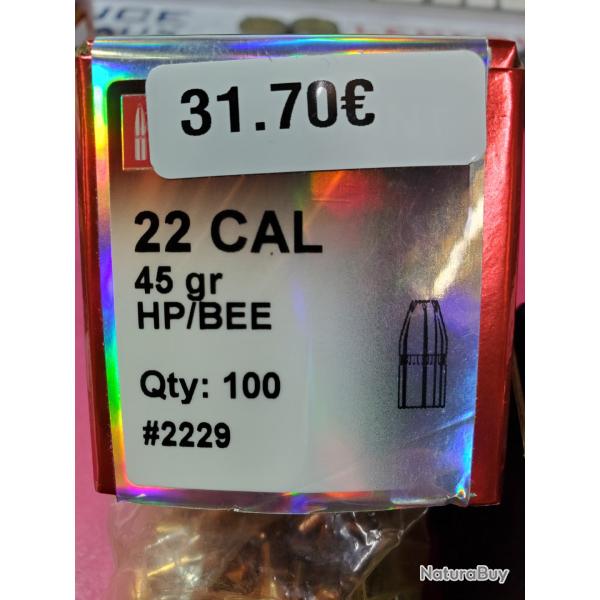 31.70€
22 CAL
45 gr
HP/BEE
Qty: 100
#2229
NaturaBuy